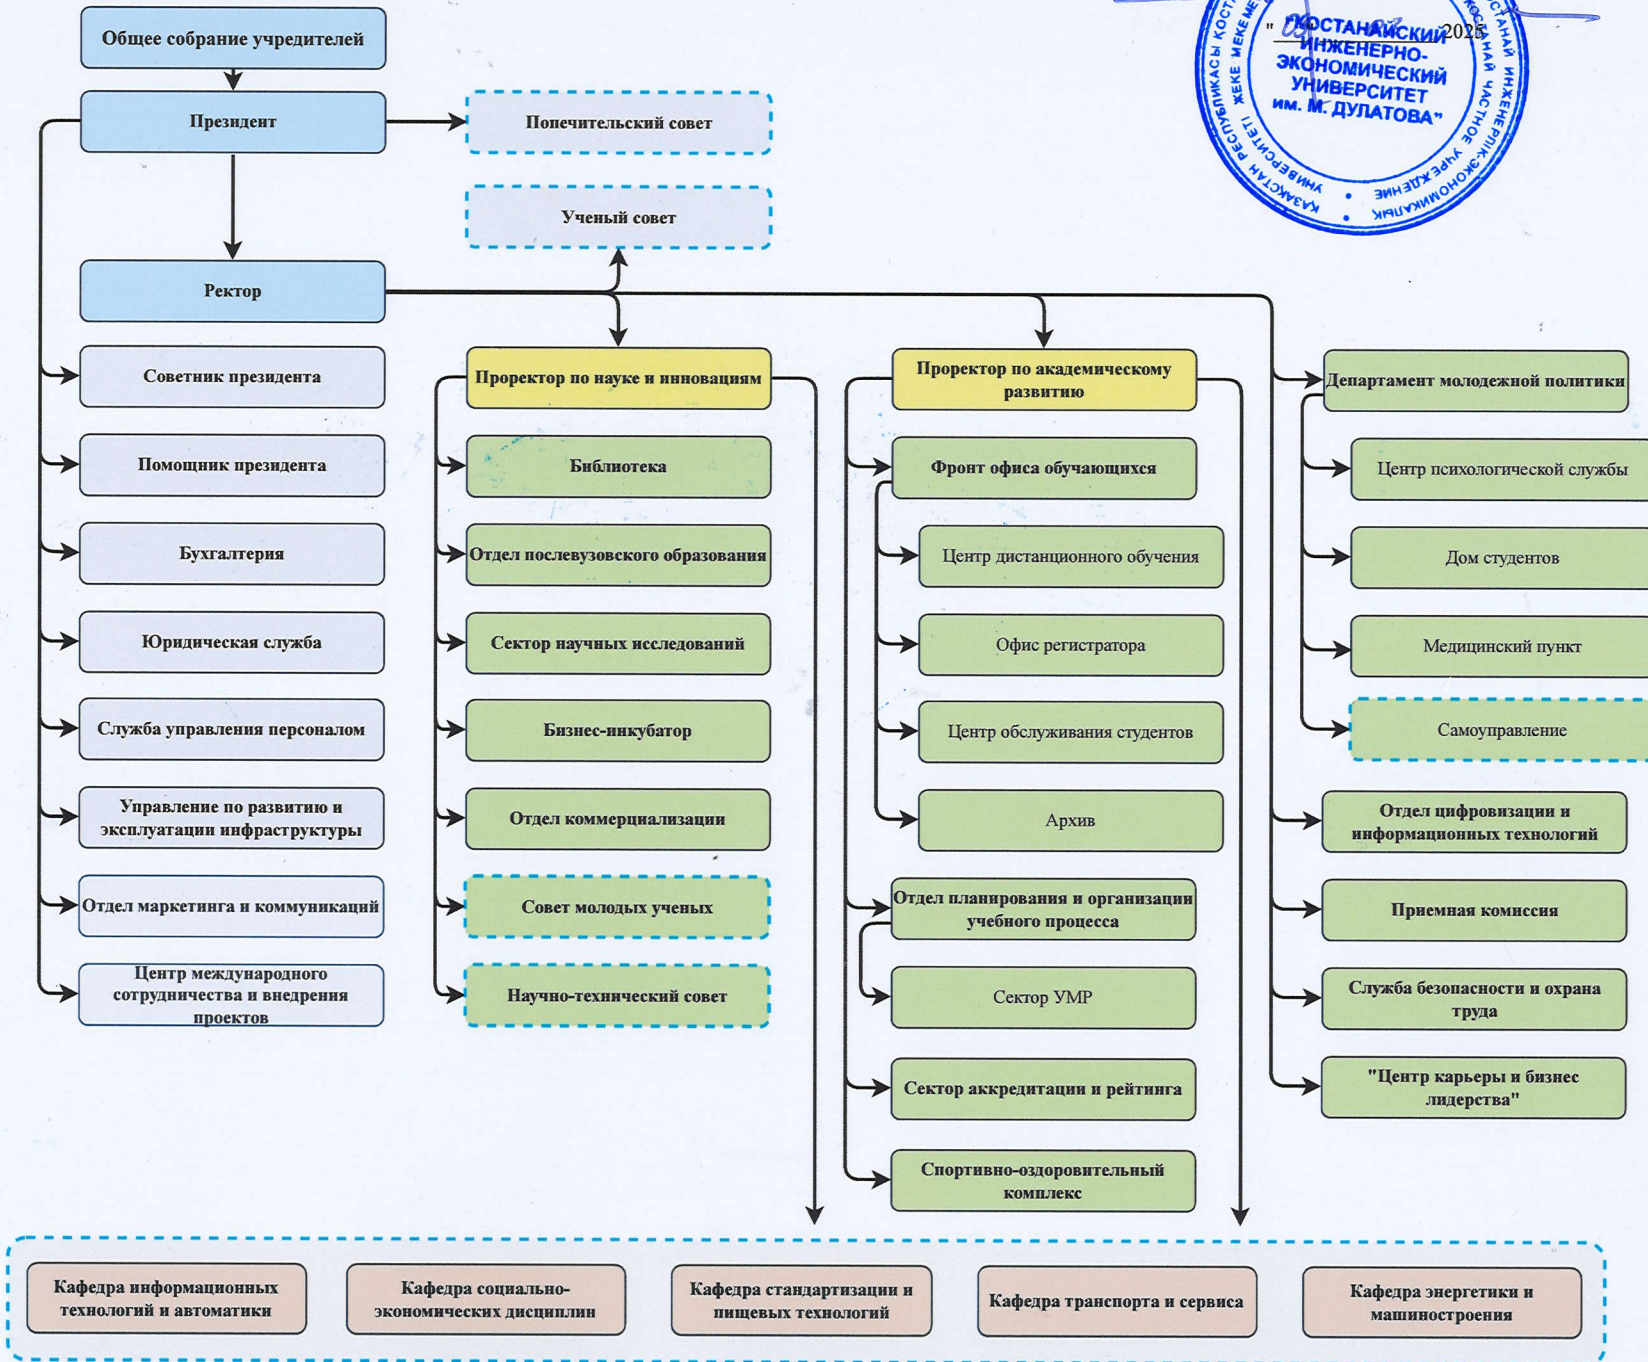 Общее собрание учредителей
Президент
Попечительский совет
Ученый совет
Ректор
"КОСТАНАЙСКИЙ
ИНЖЕНЕРНО-
ЭКОНОМИЧЕСКИЙ
УНИВЕРСИТЕТ
им. М. ДУЛАТОВА"
2025
Советник президента
Помощник президента
Бухгалтерия
Юридическая служба
Служба управления персоналом
Управление по развитию и
эксплуатации инфраструктуры
Отдел маркетинга и коммуникаций
Центр международного
сотрудничества и внедрения
проектов
Проректор по науке и инновациям
Библиотека
Отдел послевузовского образования
Сектор научных исследований
Бизнес-инкубатор
Отдел коммерциализации
Совет молодых ученых
Научно-технический совет
Проректор по академическому
развитию
Фронт офиса обучающихся
Центр дистанционного обучения
Офис регистратора
Центр обслуживания студентов
Архив
Отдел планирования и организации
учебного процесса
Сектор УМР
Сектор аккредитации и рейтинга
Спортивно-оздоровительный
комплекс
Департамент молодежной политики
Центр психологической службы
Дом студентов
Медицинский пункт
Самоуправление
Отдел цифровизации и
информационных технологий
Приемная комиссия
Служба безопасности и охрана
труда
"Центр карьеры и бизнес
лидерства"
Кафедра информационных
технологий и автоматики
Кафедра социально-
экономических дисциплин
Кафедра стандартизации и
пищевых технологий
Кафедра транспорта и сервиса
Кафедра энергетики и
машиностроения